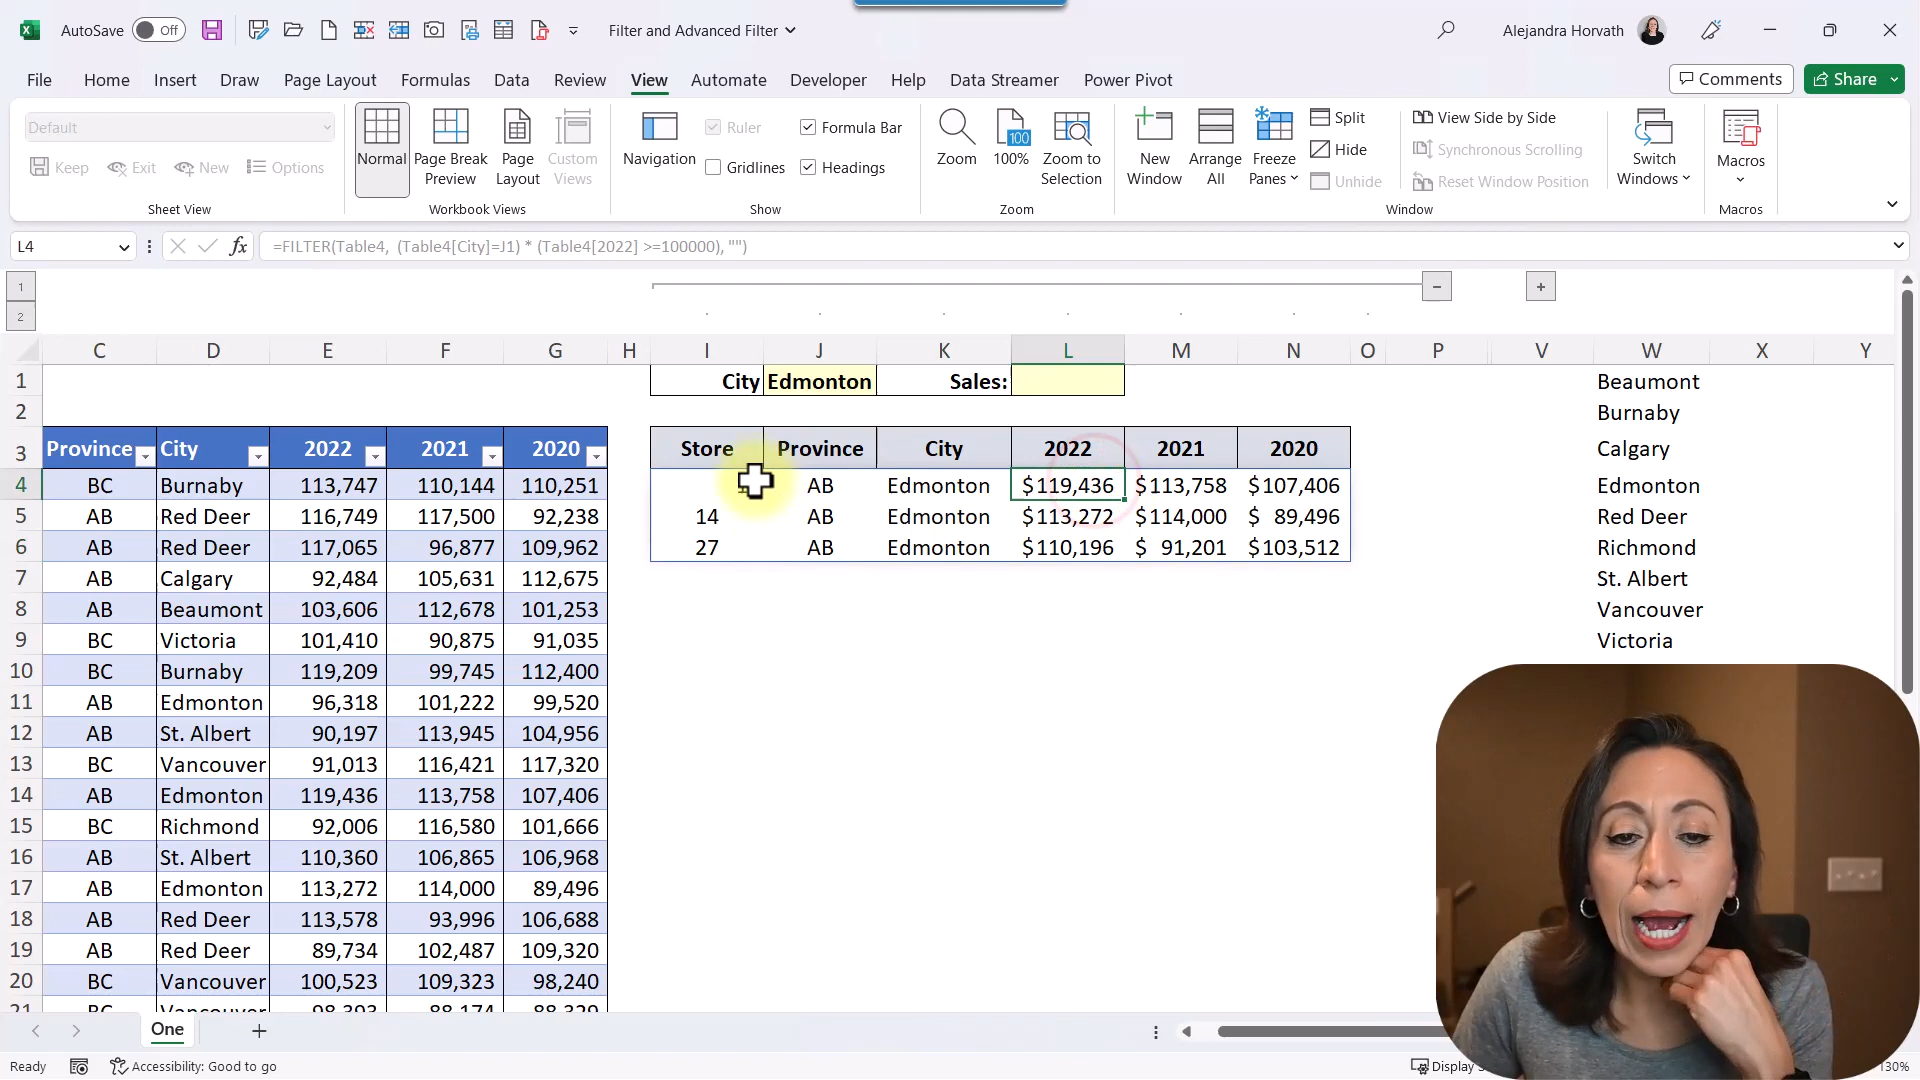 AutoSave Off Filter and Advanced Filter Alejandra Horvath
File Home Insert Draw Page Layout Formulas Data Review View Automate Developer Help Data Streamer Power Pivot Comments Share
Default
Keep Exit New Options
Sheet View
Normal Page Break Preview Page Layout Custom Views
Workbook Views
Ruler Formula Bar
Gridlines Headings
Navigation
Show
Zoom 100 100% Zoom to Selection
Zoom
New Window Arrange All Freeze Panes
Split
Hide
Unhide
View Side by Side
Synchronous Scrolling
Reset Window Position
Switch Windows
Window
Macros
Macros
L4 fx =FILTER(Table4, (Table4[City]=J1) * (Table4[2022] >=100000), "")
1
2
C D E F G H I J K L M N O P V W X Y
1 City Edmonton Sales: Beaumont
2 Burnaby
3 Province City 2022 2021 2020 Store Province City 2022 2021 2020 Calgary
4 BC Burnaby 113,747 110,144 110,251 AB Edmonton $119,436 $113,758 $107,406 Edmonton
5 AB Red Deer 116,749 117,500 92,238 14 AB Edmonton $113,272 $114,000 $ 89,496 Red Deer
6 AB Red Deer 117,065 96,877 109,962 27 AB Edmonton $110,196 $ 91,201 $103,512 Richmond
7 AB Calgary 92,484 105,631 112,675 St. Albert
8 AB Beaumont 103,606 112,678 101,253 Vancouver
9 BC Victoria 101,410 90,875 91,035 Victoria
10 BC Burnaby 119,209 99,745 112,400
11 AB Edmonton 96,318 101,222 99,520
12 AB St. Albert 90,197 113,945 104,956
13 BC Vancouver 91,013 116,421 117,320
14 AB Edmonton 119,436 113,758 107,406
15 BC Richmond 92,006 116,580 101,666
16 AB St. Albert 110,360 106,865 106,968
17 AB Edmonton 113,272 114,000 89,496
18 AB Red Deer 113,578 93,996 106,688
19 AB Red Deer 89,734 102,487 109,320
20 BC Vancouver 100,523 109,323 98,240
One
Ready Accessibility: Good to go Display 130%